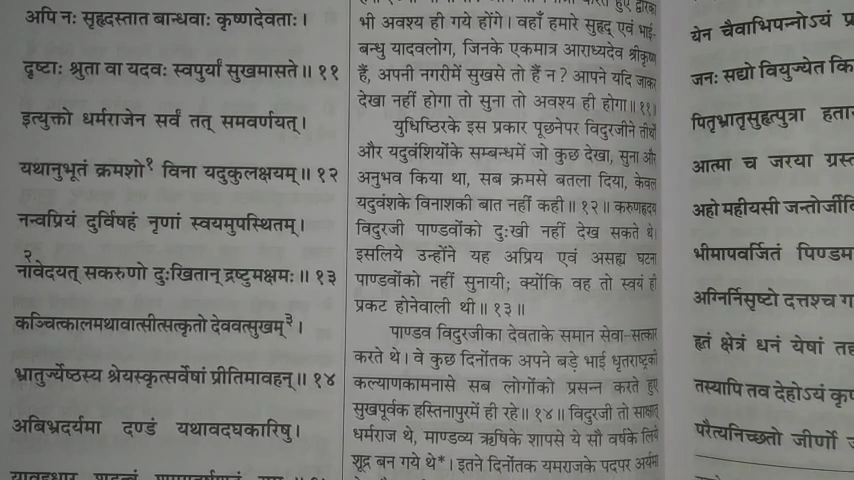 अपि नः सुहृदस्तात बान्धवाः कृष्णदेवताः।
दृष्टाः श्रुता वा यदवः स्वपुर्यां सुखमासते॥ ११
इत्युक्तो धर्मराजेन सर्वं तत् समवर्णयत्।
यथानुभूतं क्रमशो१ विना यदुकुलक्षयम्॥ १२
नन्वप्रियं दुर्विषहं नृणां स्वयमुपस्थितम्।
२नावेदयत् सकरुणो दुःखितान् द्रष्टुमक्षमः॥ १३
कञ्चित्कालमथावात्सीत्सत्कृतो देववत्सुखम्३।
भ्रातुर्ज्येष्ठस्य श्रेयस्कृत्सर्वेषां प्रीतिमावहन्॥ १४
अबिभ्रदर्यमा दण्डं यथावदघकारिषु।
हुए द्वारका
भी अवश्य ही गये होंगे। वहाँ हमारे सुहृद् एवं भाई-
बन्धु यादवलोग, जिनके एकमात्र आराध्यदेव श्रीकृष्ण
हैं, अपनी नगरीमें सुखसे तो हैं न? आपने यदि जाकर
देखा नहीं होगा तो सुना तो अवश्य ही होगा॥ ११॥
युधिष्ठिरके इस प्रकार पूछनेपर विदुरजीने तीर्थों
और यदुवंशियोंके सम्बन्धमें जो कुछ देखा, सुना और
अनुभव किया था, सब क्रमसे बतला दिया, केवल
यदुवंशके विनाशकी बात नहीं कही॥ १२॥ करुणहृदय
विदुरजी पाण्डवोंको दुःखी नहीं देख सकते थे।
इसलिये उन्होंने यह अप्रिय एवं असह्य घटना
पाण्डवोंको नहीं सुनायी; क्योंकि वह तो स्वयं ही
प्रकट होनेवाली थी॥ १३॥
पाण्डव विदुरजीका देवताके समान सेवा-सत्कार
करते थे। वे कुछ दिनोंतक अपने बड़े भाई धृतराष्ट्रकी
कल्याणकामनासे सब लोगोंको प्रसन्न करते हुए
सुखपूर्वक हस्तिनापुरमें ही रहे॥ १४॥ विदुरजी तो साक्षात्
धर्मराज थे, माण्डव्य ऋषिके शापसे ये सौ वर्षके लिये
शूद्र बन गये थे*। इतने दिनोंतक यमराजके पदपर अर्यमा
येन चैवाभिपन्नोऽयं
जनः सद्यो वियुज्येत
पितृभ्रातृसुहृत्पुत्रा
आत्मा च जरया
अहो महीयसी
भीमापवर्जितं पिण्डम
अग्निर्निसृष्टो दत्तश्च
हृतं क्षेत्रं धनं येषां
तस्यापि तव देहोऽयं
परैत्यनिच्छतो जीर्णो